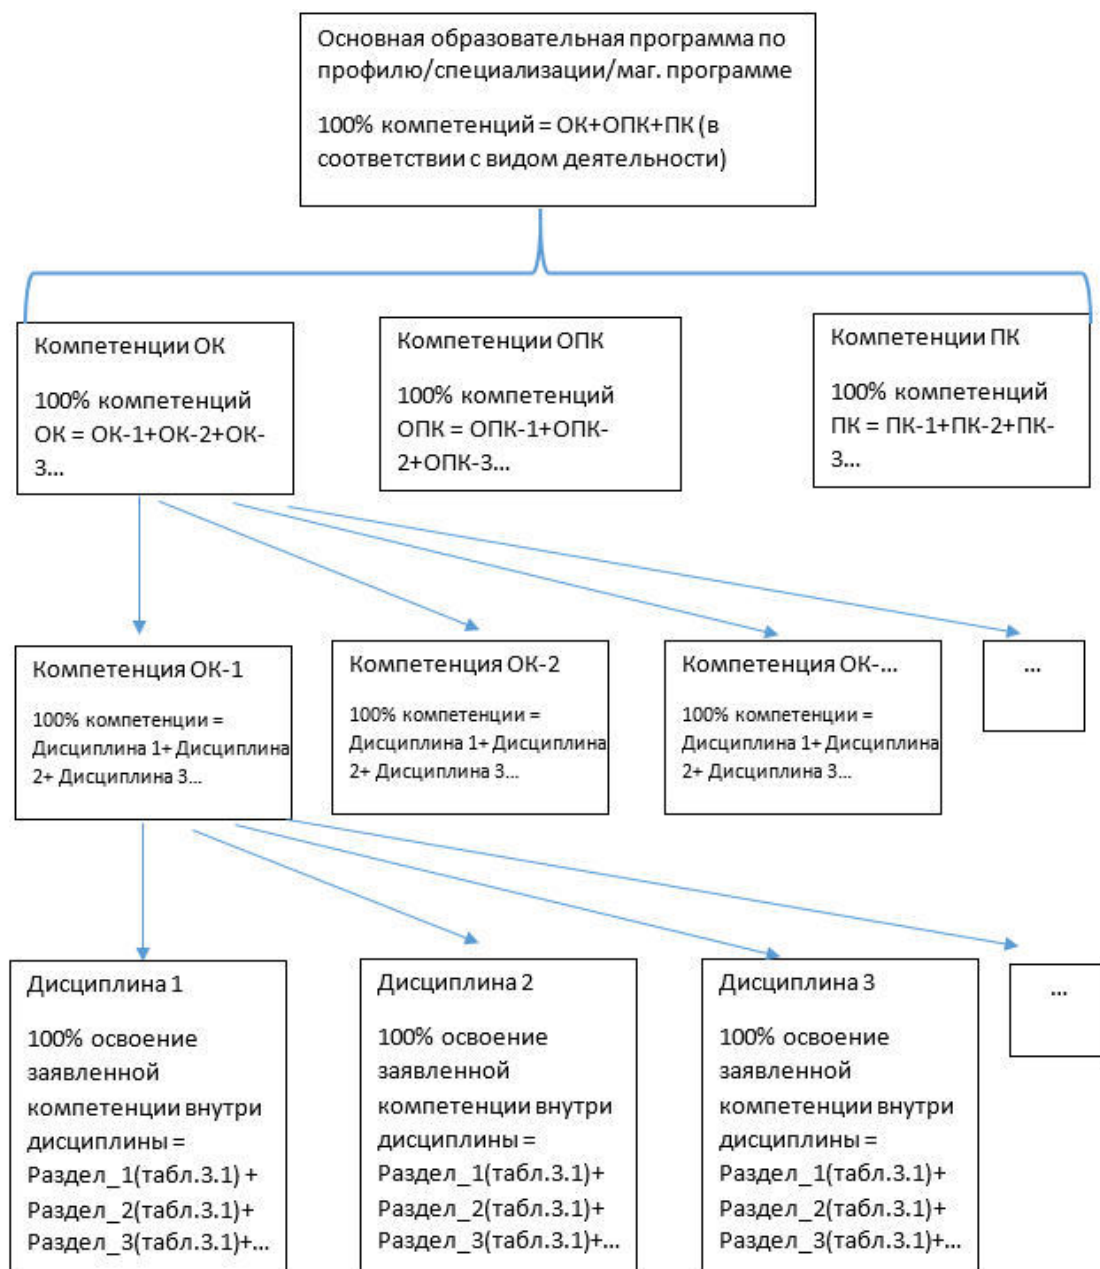 Основная образовательная программа по
профилю/специализации/маг. программе
100% компетенций = ОК+ОПК+ПК (в
соответствии с видом деятельности)
Компетенции ОК
100% компетенций
ОК = ОК-1+ОК-2+ОК-
3...
Компетенции ОПК
100% компетенций
ОПК = ОПК-1+ОПК-
2+ОПК-3...
Компетенции ПК
100% компетенций
ПК = ПК-1+ПК-2+ПК-
3...
Компетенция ОК-1
100% компетенции =
Дисциплина 1+ Дисциплина
2+ Дисциплина 3...
Компетенция ОК-2
100% компетенции =
Дисциплина 1+ Дисциплина
2+ Дисциплина 3...
Компетенция ОК-...
100% компетенции =
Дисциплина 1+ Дисциплина
2+ Дисциплина 3...
...
Дисциплина 1
100% освоение
заявленной
компетенции внутри
дисциплины =
Раздел_1(табл.3.1) +
Раздел_2(табл.3.1)+
Раздел_3(табл.3.1)+...
Дисциплина 2
100% освоение
заявленной
компетенции внутри
дисциплины =
Раздел_1(табл.3.1)+
Раздел_2(табл.3.1)+
Раздел_3(табл.3.1)+...
Дисциплина 3
100% освоение
заявленной
компетенции внутри
дисциплины =
Раздел_1(табл.3.1)+
Раздел_2(табл.3.1)+
Раздел_3(табл.3.1)+...
...